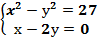 x² − y² = 27
x − 2y = 0